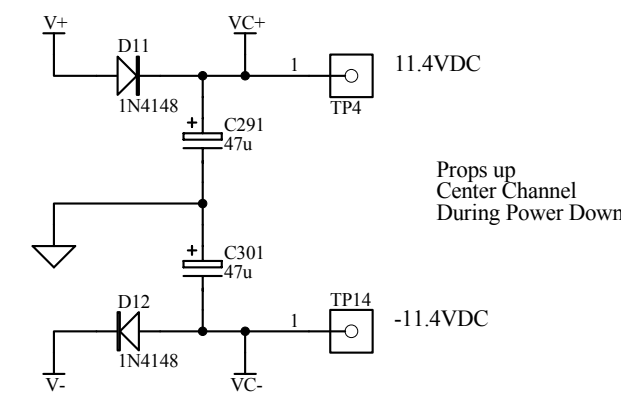 V+
VC+
D11
1
11.4VDC
1N4148
TP4
+
C291
47u
Props up
Center Channel
During Power Down
+
C301
47u
D12
TP14
1
-11.4VDC
1N4148
V-
VC-